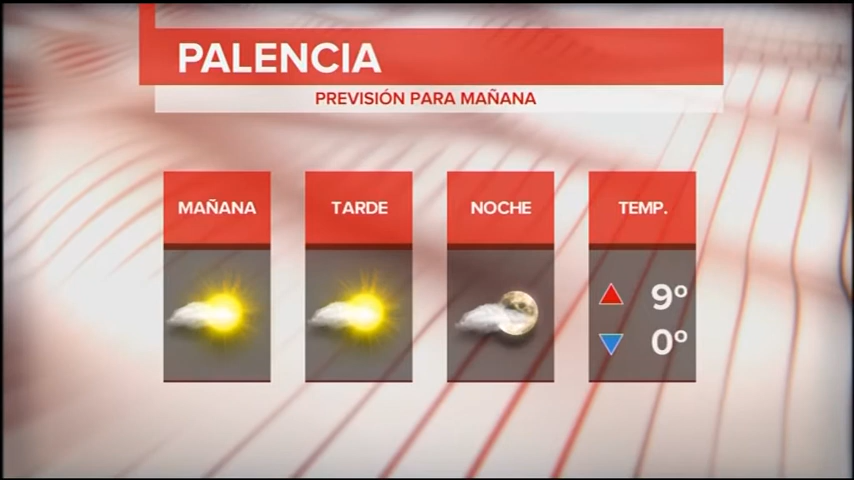 PALENCIA
PREVISIÓN PARA MAÑANA
MAÑANA TARDE NOCHE TEMP.
9º
0º